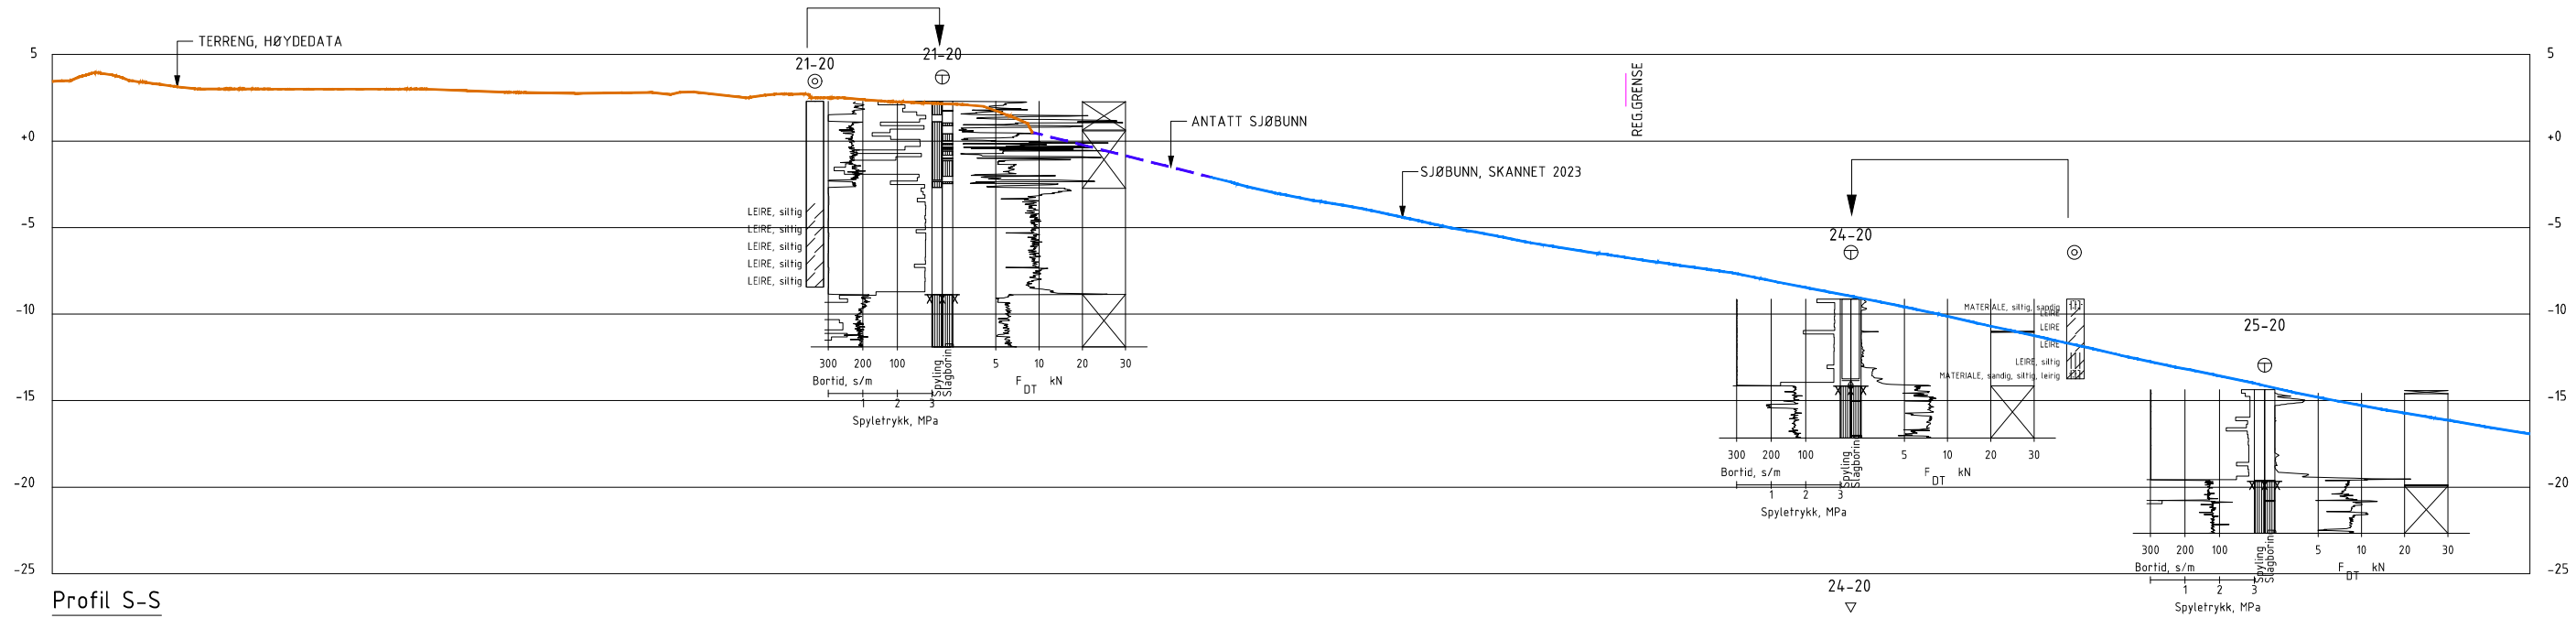 TERRENG, HØYDEDATA
5
5
21-20
21-20
REG.GRENSE
ANTATT SJØBUNN
+0
+0
SJØBUNN, SKANNET 2023
LEIRE, siltig
LEIRE, siltig
LEIRE, siltig
LEIRE, siltig
LEIRE, siltig
-5
-5
24-20
-10
-10
MATERIALE, siltig, sandig
LEIRE
LEIRE
LEIRE
LEIRE, siltig
MATERIALE, sandig, siltig, leirig
25-20
300 200 100
5 10 20 30
Bortid, s/m
Spyling
Slagboring
F DT kN
1 2 3
Spyletrykk, MPa
-15
-15
300 200 100
5 10 20 30
Bortid, s/m
Spyling
Slagboring
F DT kN
1 2 3
Spyletrykk, MPa
-20
-20
300 200 100
5 10 20 30
Bortid, s/m
Spyling
Slagboring
F DT kN
1 2 3
Spyletrykk, MPa
-25
-25
24-20
Profil S-S